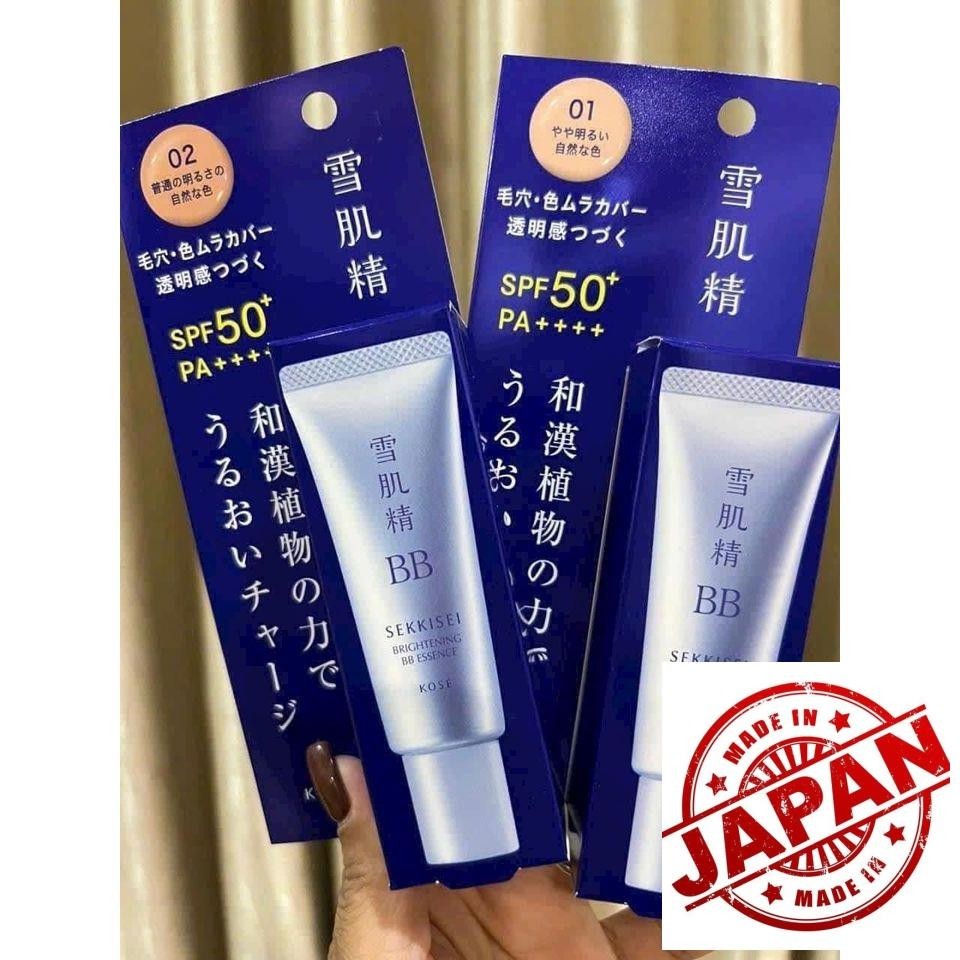 02
普通の明るさの
自然な色
毛穴・色ムラカバー
透明感つづく
SPF50+
PA++++
雪肌精
和漢植物の力で
うるおいチャージ
雪肌精
BB
SEKKISEI
BRIGHTENING
BB ESSENCE
KOSE
01
やや明るい
自然な色
毛穴・色ムラカバー
透明感つづく
SPF50+
PA++++
雪肌精
和漢植物の力で
うるおい
雪肌精
BB
SEKKISEI
MADE IN
JAPAN
MADE IN